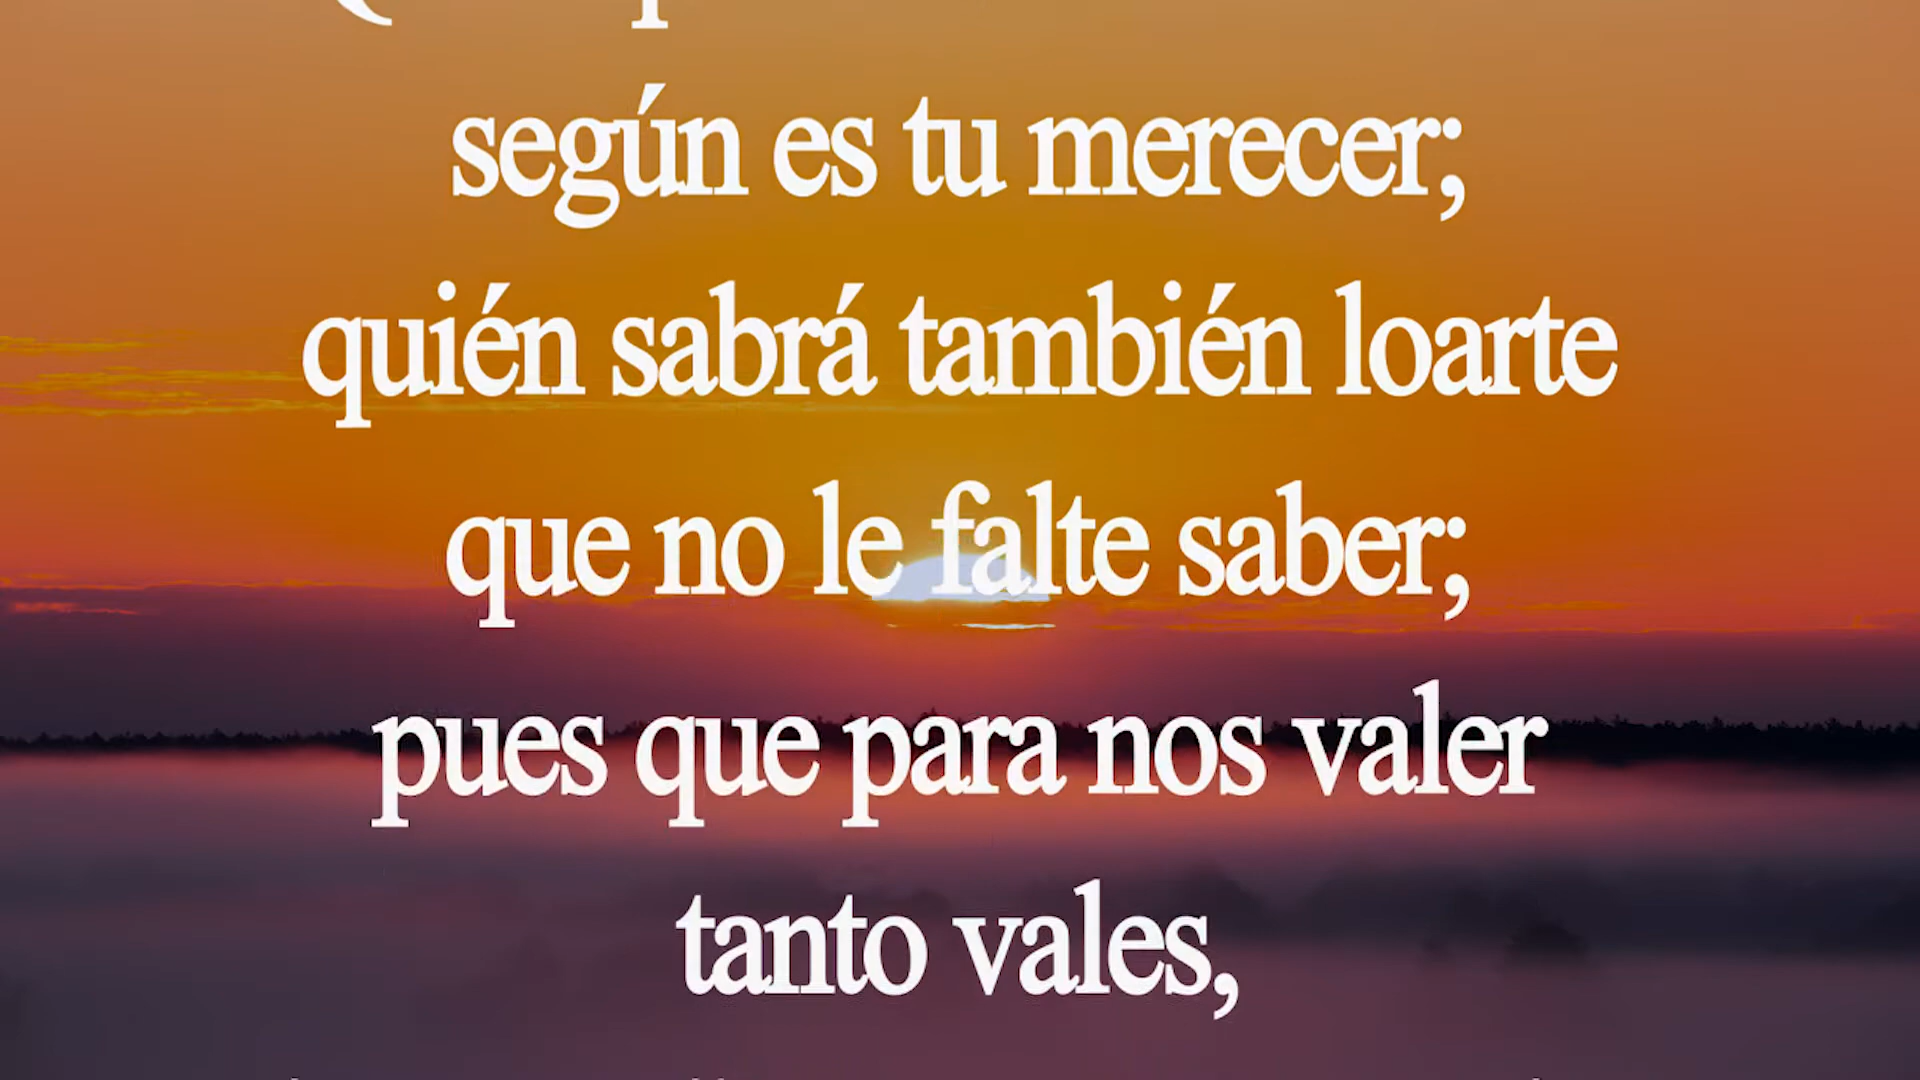 según es tu merecer;
quién sabrá también loarte
que no le falte saber;
pues que para nos valer
tanto vales,